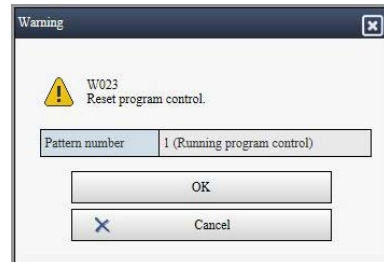 Warning
W023
Reset program control.
Pattern number 1 (Running program control)
OK
Cancel